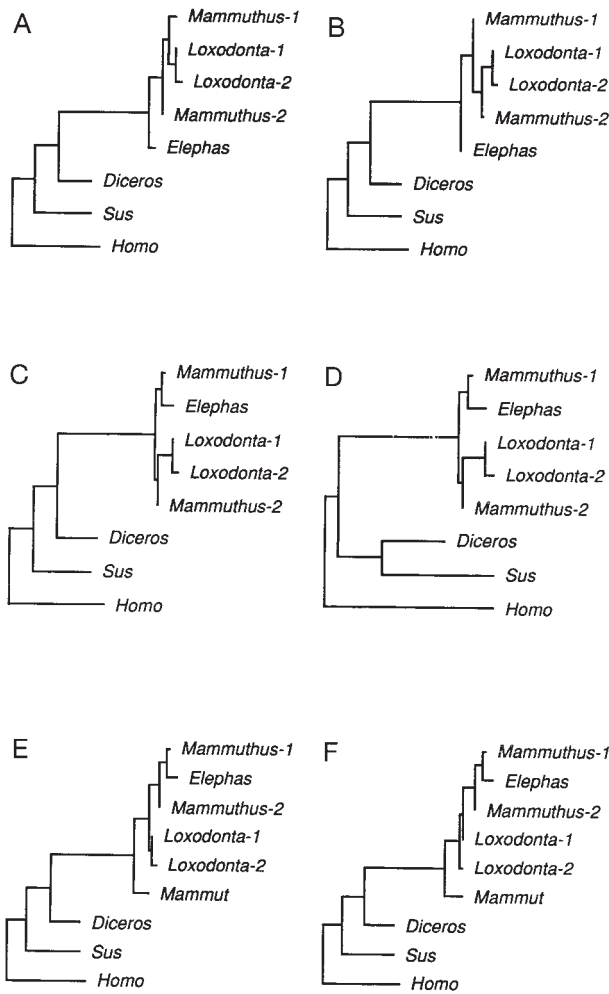 A
Mammuthus-1
Loxodonta-1
Loxodonta-2
Mammuthus-2
Elephas
Diceros
Sus
Homo
B
Mammuthus-1
Loxodonta-1
Loxodonta-2
Mammuthus-2
Elephas
Diceros
Sus
Homo
C
Mammuthus-1
Elephas
Loxodonta-1
Loxodonta-2
Mammuthus-2
Diceros
Sus
Homo
D
Mammuthus-1
Elephas
Loxodonta-1
Loxodonta-2
Mammuthus-2
Diceros
Sus
Homo
E
Mammuthus-1
Elephas
Mammuthus-2
Loxodonta-1
Loxodonta-2
Mammut
Diceros
Sus
Homo
F
Mammuthus-1
Elephas
Mammuthus-2
Loxodonta-1
Loxodonta-2
Mammut
Diceros
Sus
Homo